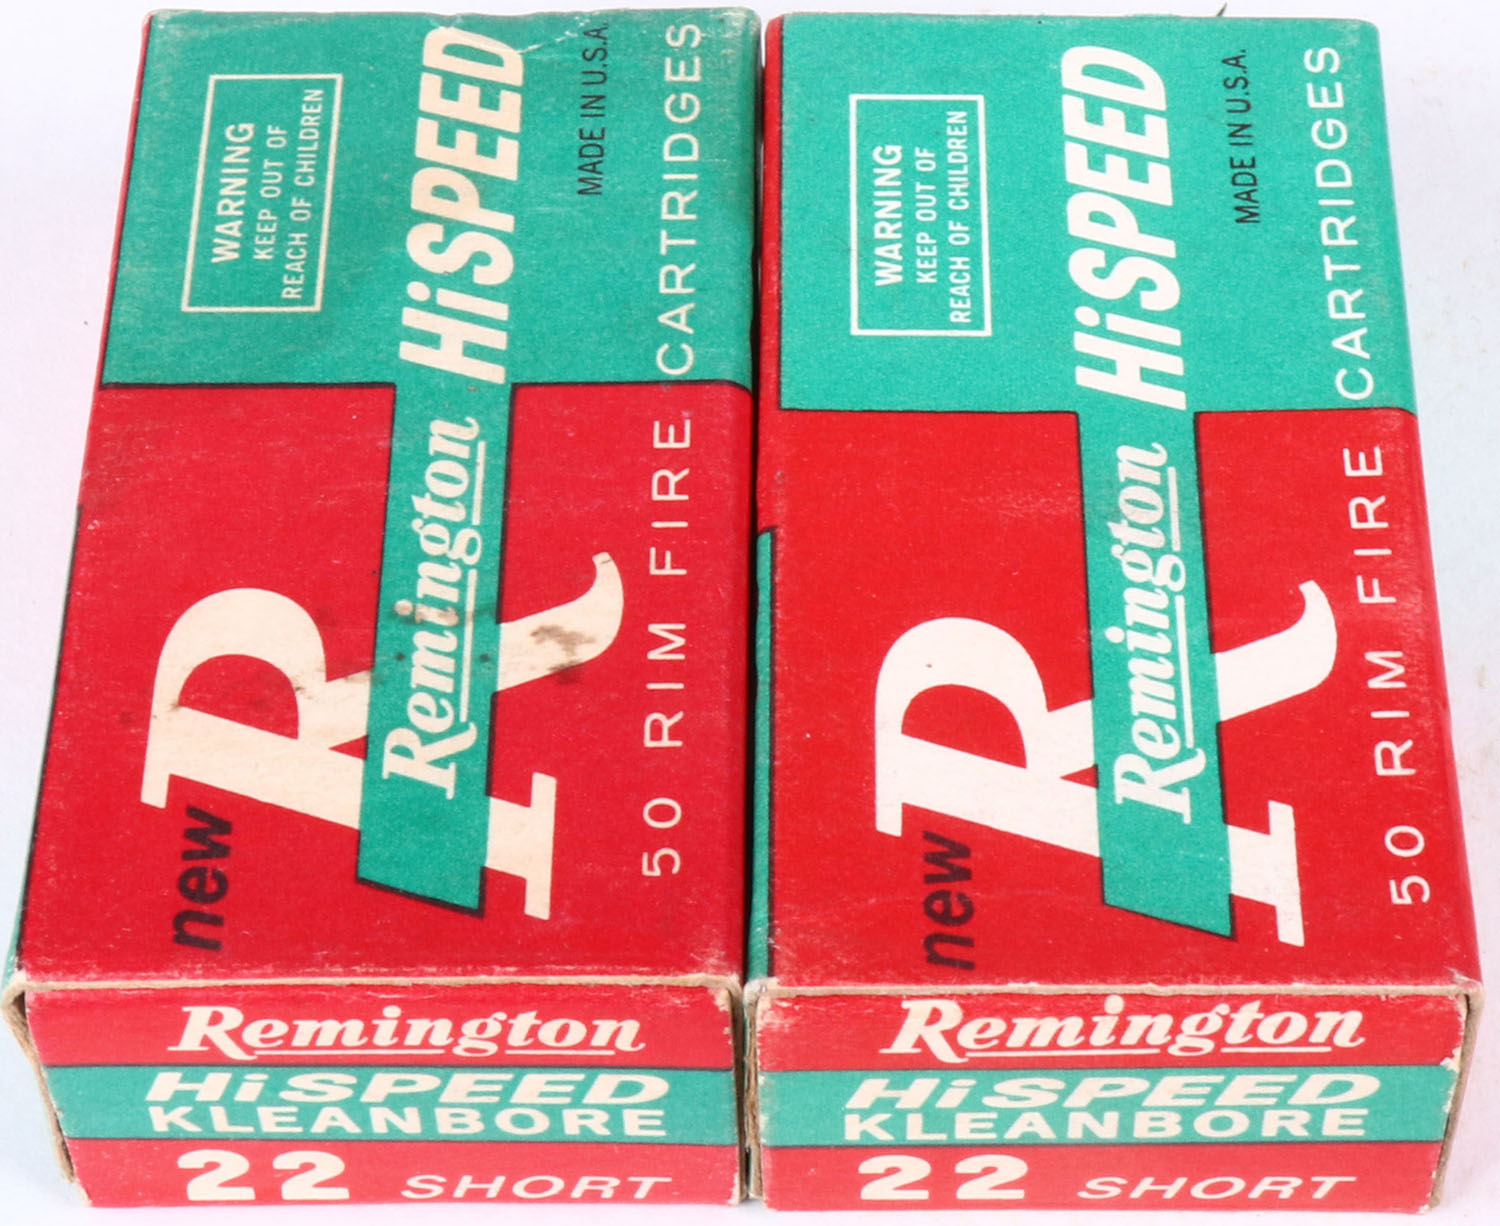 WARNING
KEEP OUT OF
REACH OF CHILDREN
new
R
Remington HiSPEED
MADE IN U.S.A.
50 RIM FIRE CARTRIDGES
Remington
HiSPEED
KLEANBORE
22 SHORT
WARNING
KEEP OUT OF
REACH OF CHILDREN
new
R
Remington HiSPEED
MADE IN U.S.A.
50 RIM FIRE CARTRIDGES
Remington
HiSPEED
KLEANBORE
22 SHORT